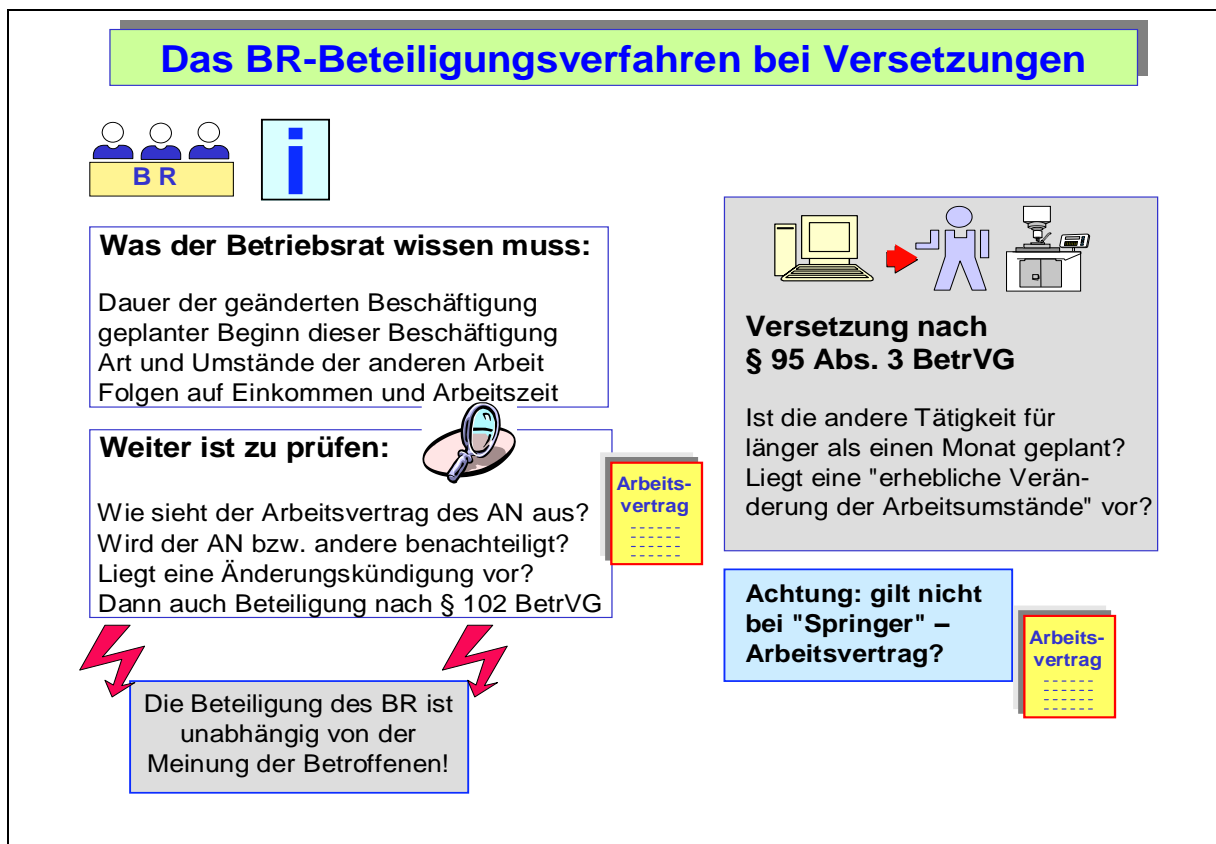 Das BR-Beteiligungsverfahren bei Versetzungen
B R
i
Was der Betriebsrat wissen muss:
Dauer der geänderten Beschäftigung
geplanter Beginn dieser Beschäftigung
Art und Umstände der anderen Arbeit
Folgen auf Einkommen und Arbeitszeit
Weiter ist zu prüfen:
Wie sieht der Arbeitsvertrag des AN aus?
Wird der AN bzw. andere benachteiligt?
Liegt eine Änderungskündigung vor?
Dann auch Beteiligung nach § 102 BetrVG
Arbeits-
vertrag
Die Beteiligung des BR ist
unabhängig von der
Meinung der Betroffenen!
Versetzung nach
§ 95 Abs. 3 BetrVG
Ist die andere Tätigkeit für
länger als einen Monat geplant?
Liegt eine "erhebliche Verän-
derung der Arbeitsumstände" vor?
Achtung: gilt nicht
bei "Springer" –
Arbeitsvertrag?
Arbeits-
vertrag